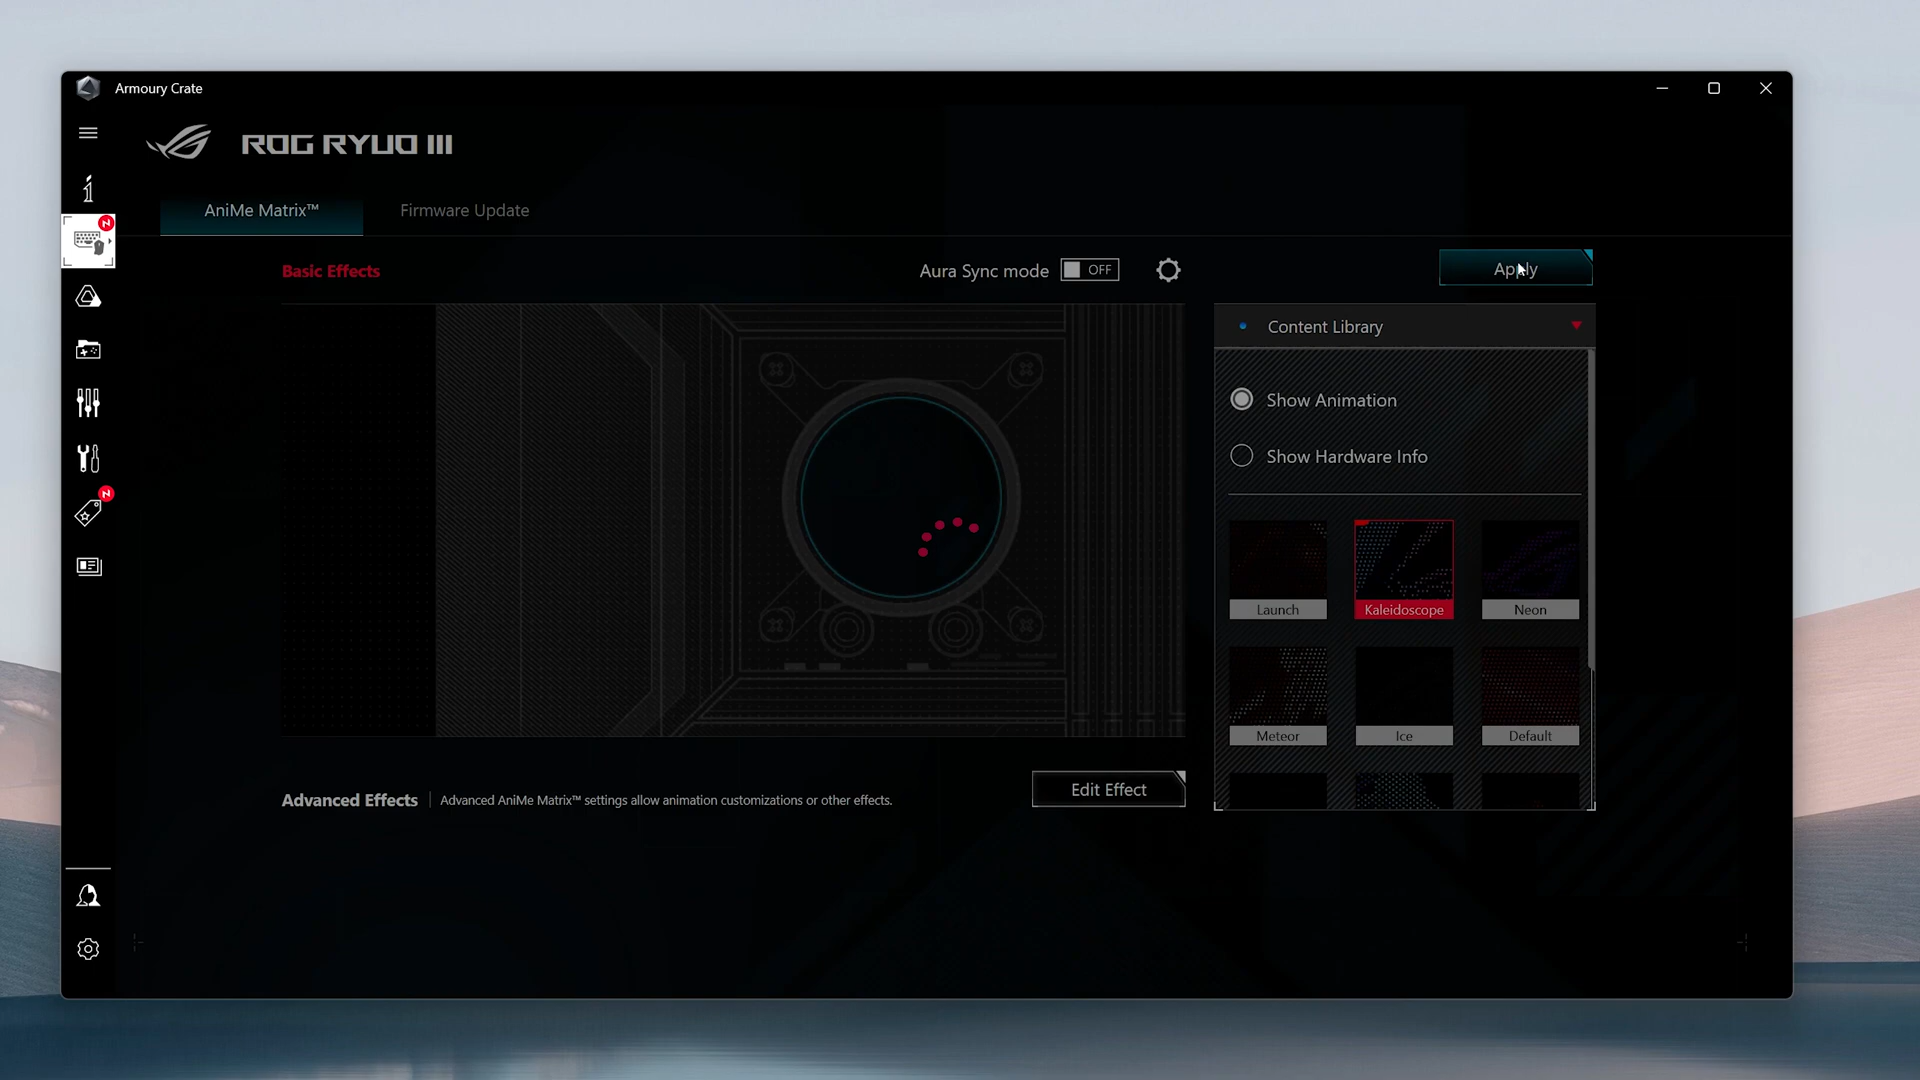 Armoury Crate
ROG RYUO III
AniMe Matrix™
Firmware Update
Basic Effects
Aura Sync mode
OFF
Apply
Content Library
Show Animation
Show Hardware Info
Launch
Kaleidoscope
Neon
Meteor
Ice
Default
Advanced Effects
Advanced AniMe Matrix™ settings allow animation customizations or other effects.
Edit Effect